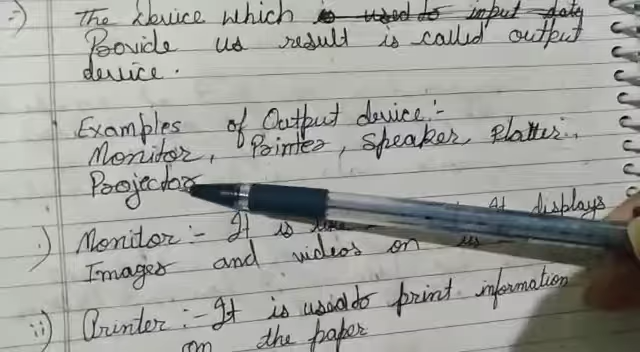 :-) The device which is used to input data
Provide us result is called output
device.
Examples of Output device:-
Monitor, Printer, Speaker, Platter,
Projector
i) Monitor:- It is It displays
Images and videos on
ii) Printer:- It is used to print information
on the paper